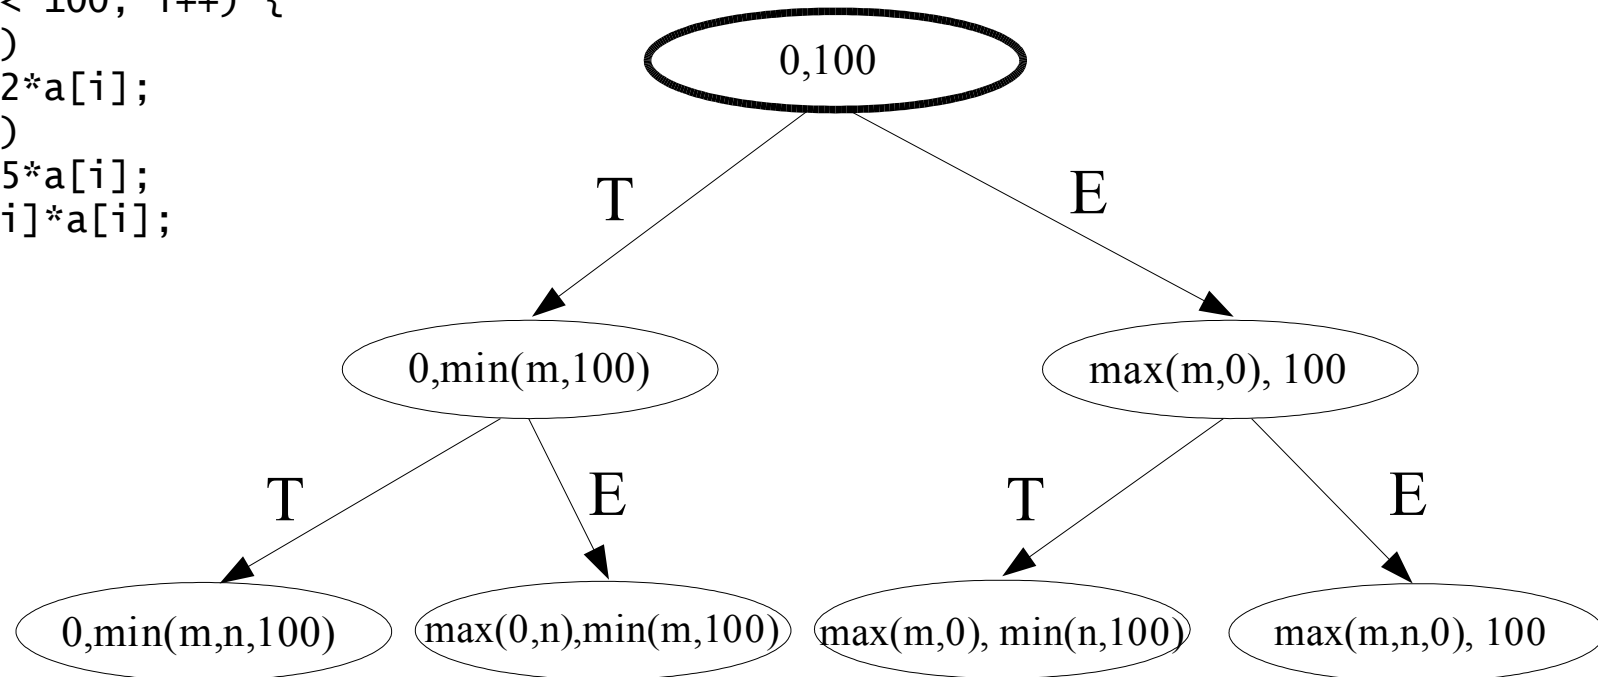 < 100; i++) {
)
2*a[i];
)
5*a[i];
i]*a[i];
0,100
T
E
0,min(m,100)
max(m,0), 100
T
E
T
E
0,min(m,n,100)
max(0,n),min(m,100)
max(m,0), min(n,100)
max(m,n,0), 100